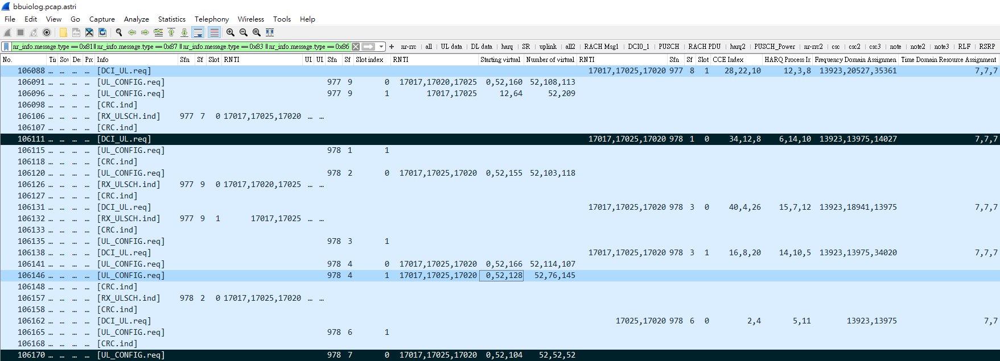 bbuiolog.pcap.astri
File Edit View Go Capture Analyze Statistics Telephony Wireless Tools Help
nr_info.message.type == 0x81 || nr_info.message.type == 0x87 || nr_info.message.type == 0x83 || nr_info.message.type == 0x86 + nr-rrc all UL data DL data harq SR uplink all2 RACH Msg1 DCI0_1 PUSCH RACH PDU harq2 PUSCH_Power nr-rrc2 csc csc2 csc3 note note2 note3 RLF RSRP
No. Ti Sou De: Pro Info Sfn Sf Slot RNTI UI UI Sfn Sf Slot index RNTI Starting virtual Number of virtual RNTI Sfn Sf Slot CCE Index HARQ Process Ir Frequency Domain Assignmen Time Domain Resource Assignment
106088 … … … … [DCI_UL.req] 17017,17025,17020 977 8 1 28,22,10 12,3,8 13923,20527,35361 7,7,7
106091 … … … … [UL_CONFIG.req] 977 9 0 17017,17020,17025 0,52,160 52,108,113
106096 … … … … [UL_CONFIG.req] 977 9 1 17017,17025 12,64 52,209
106098 … … … … [CRC.ind]
106106 … … … … [RX_ULSCH.ind] 977 7 0 17017,17025,17020 … …
106107 … … … … [CRC.ind]
106111 … … … … [DCI_UL.req] 17017,17025,17020 978 1 0 34,12,8 6,14,10 13923,13975,14027 7,7,7
106115 … … … … [UL_CONFIG.req] 978 1 1
106118 … … … … [CRC.ind]
106120 … … … … [UL_CONFIG.req] 978 2 0 17017,17025,17020 0,52,155 52,103,118
106126 … … … … [RX_ULSCH.ind] 977 9 0 17017,17020,17025 … …
106127 … … … … [CRC.ind]
106131 … … … … [DCI_UL.req] 17017,17025,17020 978 3 0 40,4,26 15,7,12 13923,18941,13975 7,7,7
106132 … … … … [RX_ULSCH.ind] 977 9 1 17017,17025 … …
106133 … … … … [CRC.ind]
106135 … … … … [UL_CONFIG.req] 978 3 1
106138 … … … … [DCI_UL.req] 17017,17025,17020 978 3 1 16,8,20 14,10,5 13923,13975,34020 7,7,7
106141 … … … … [UL_CONFIG.req] 978 4 0 17017,17025,17020 0,52,166 52,114,107
106146 … … … … [UL_CONFIG.req] 978 4 1 17017,17025,17020 0,52,128 52,76,145
106148 … … … … [CRC.ind]
106157 … … … … [RX_ULSCH.ind] 978 2 0 17017,17025,17020 … …
106158 … … … … [CRC.ind]
106162 … … … … [DCI_UL.req] 17025,17020 978 6 0 2,4 5,11 13923,13975 7,7
106165 … … … … [UL_CONFIG.req] 978 6 1
106168 … … … … [CRC.ind]
106170 … … … … [UL_CONFIG.req] 978 7 0 17017,17025,17020 0,52,104 52,52,52